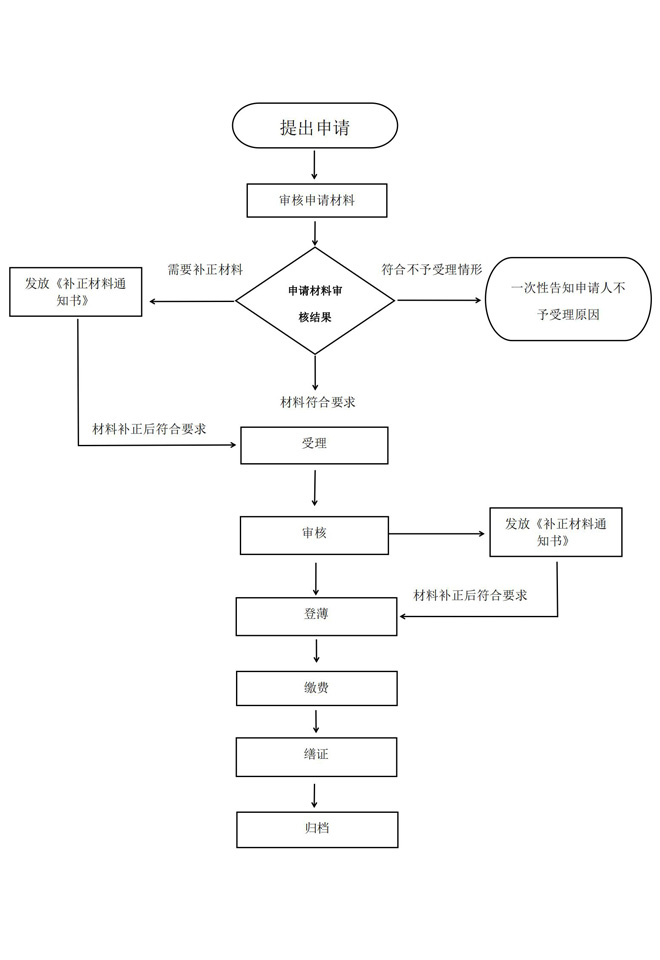 提出申请
审核申请材料
需要补正材料
符合不予受理情形
发放《补正材料通
知书》
申请材料审
核结果
一次性告知申请人不
予受理原因
材料符合要求
材料补正后符合要求
受理
审核
发放《补正材料通
知书》
材料补正后符合要求
登薄
缴费
缮证
归档